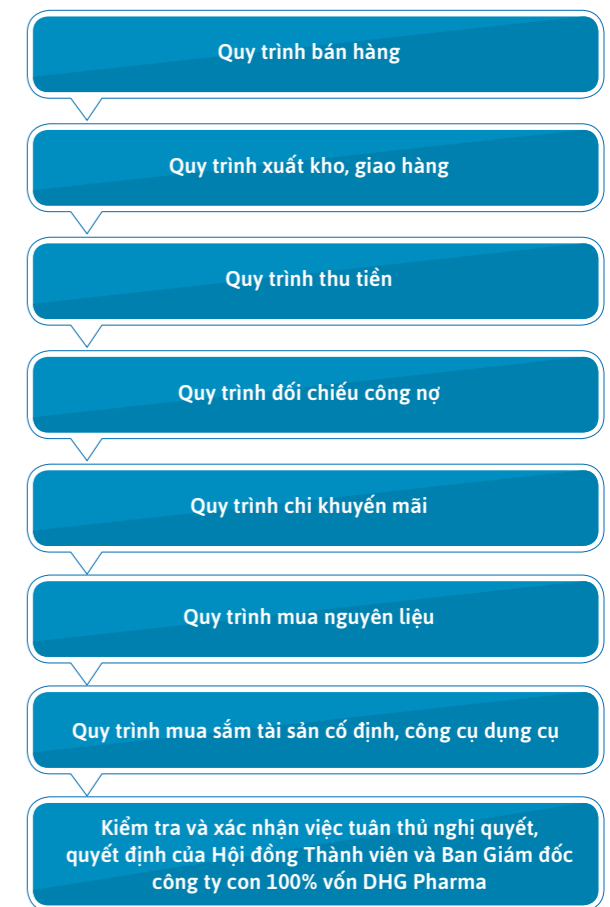 Quy trình bán hàng
Quy trình xuất kho, giao hàng
Quy trình thu tiền
Quy trình đối chiếu công nợ
Quy trình chi khuyến mãi
Quy trình mua nguyên liệu
Quy trình mua sắm tài sản cố định, công cụ dụng cụ
Kiểm tra và xác nhận việc tuân thủ nghị quyết,
quyết định của Hội đồng Thành viên và Ban Giám đốc
công ty con 100% vốn DHG Pharma